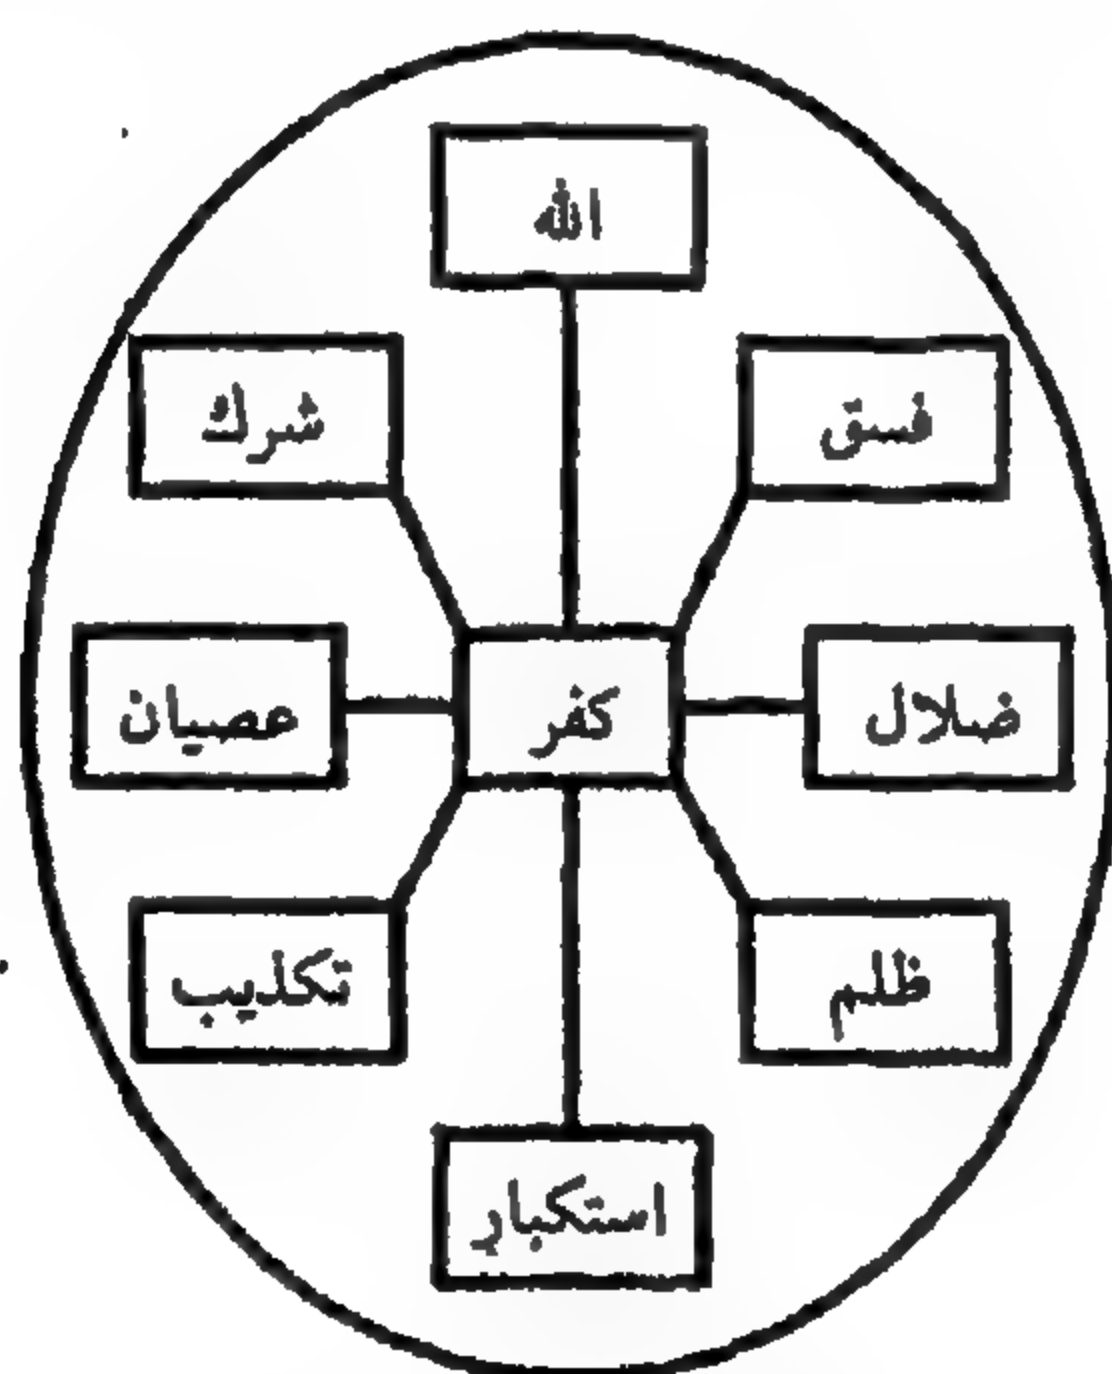 الله
فسق
شرك
ضلال
كفر
عصيان
ظلم
تكذيب
استكبار